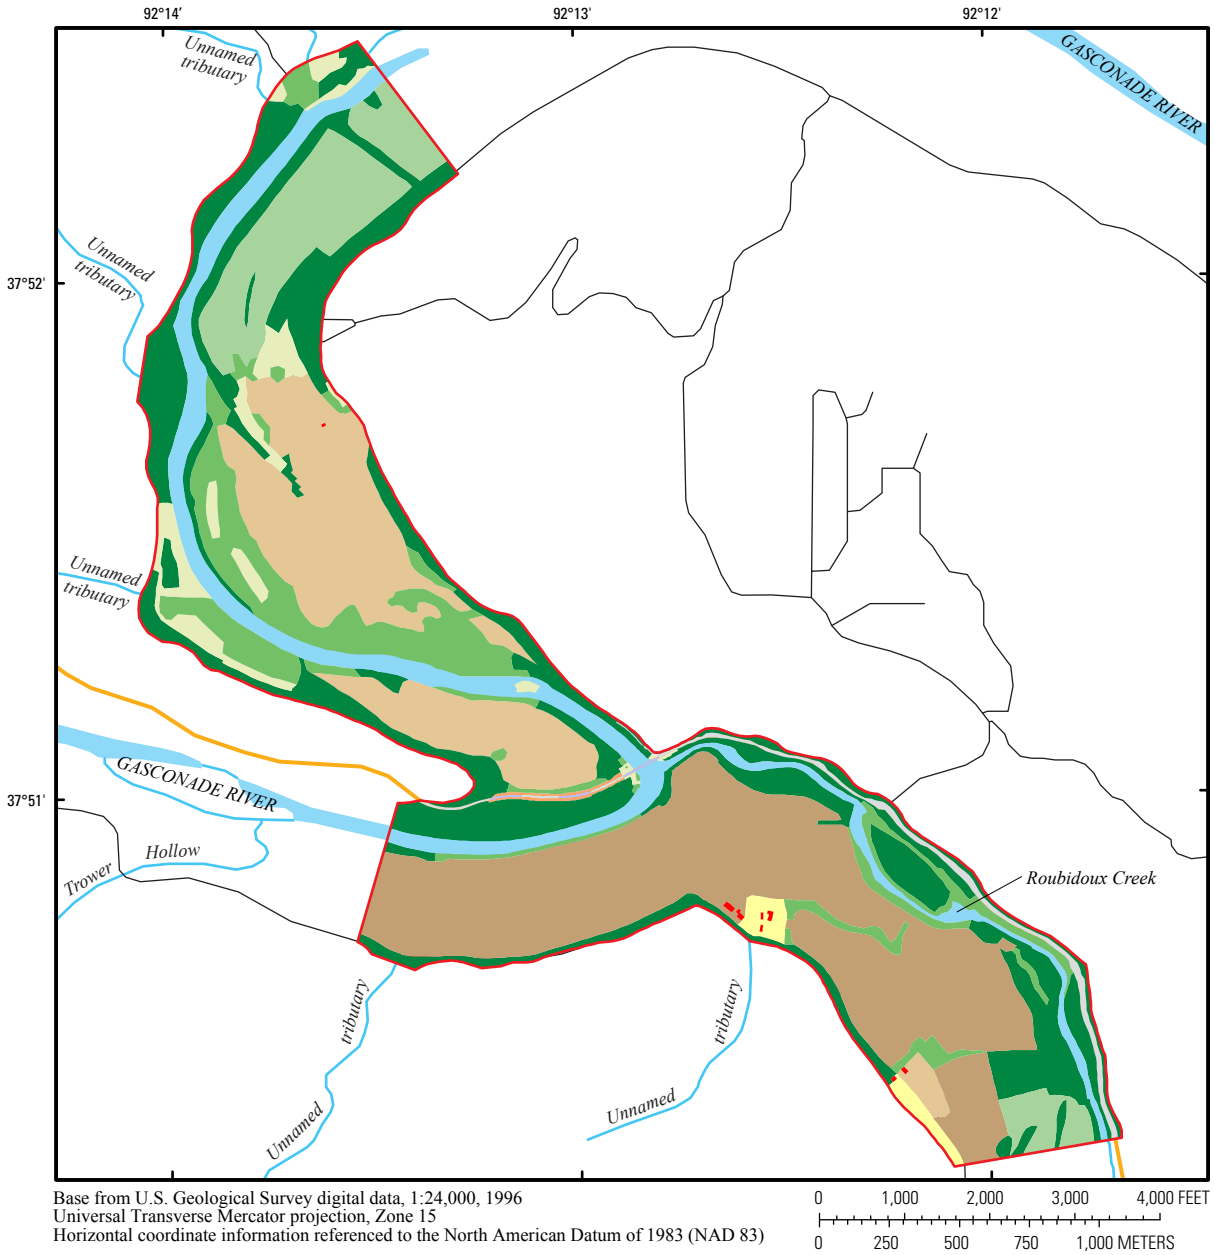 92°14'
92°13'
92°12'
Unnamed
tributary
GASCONADE RIVER
Unnamed
tributary
37°52'
Unnamed
tributary
37°51'
GASCONADE RIVER
Hollow
Trower
Roubidoux Creek
tributary
Unnamed
tributary
Unnamed
Base from U.S. Geological Survey digital data, 1:24,000, 1996
Universal Transverse Mercator projection, Zone 15
Horizontal coordinate information referenced to the North American Datum of 1983 (NAD 83)
0 1,000 2,000 3,000 4,000 FEET
0 250 500 750 1,000 METERS